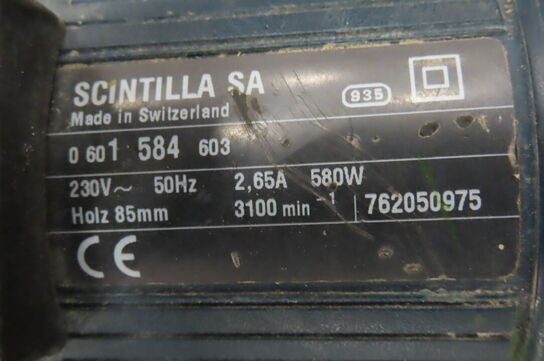 SCINTILLA SA
935
Made in Switzerland
0 601 584 603
230V~ 50Hz 2,65A 580W
Holz 85mm 3100 min⁻¹ 762050975
CE